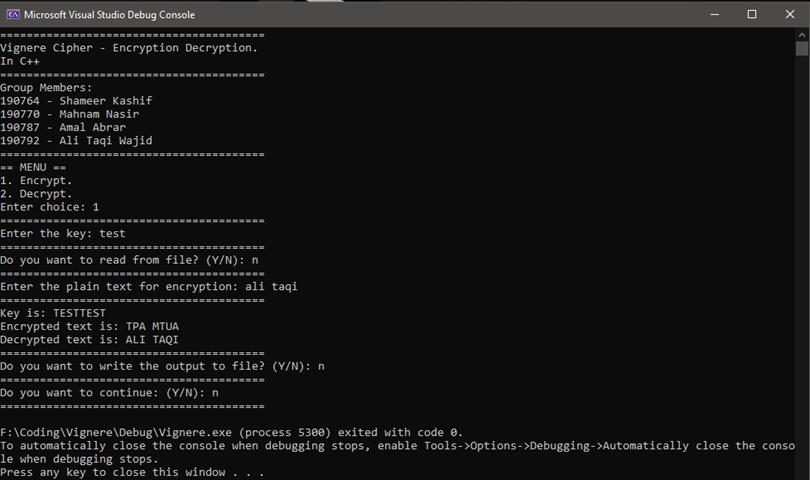 Microsoft Visual Studio Debug Console
========================================
Vignere Cipher - Encryption Decryption.
In C++
========================================
Group Members:
190764 - Shameer Kashif
190770 - Mahnam Nasir
190787 - Amal Abrar
190792 - Ali Taqi Wajid
========================================
== MENU ==
1. Encrypt.
2. Decrypt.
Enter choice: 1
========================================
Enter the key: test
========================================
Do you want to read from file? (Y/N): n
========================================
Enter the plain text for encryption: ali taqi
========================================
Key is: TESTTEST
Encrypted text is: TPA MTUA
Decrypted text is: ALI TAQI
========================================
Do you want to write the output to file? (Y/N): n
========================================
Do you want to continue: (Y/N): n
========================================
F:\Coding\Vignere\Debug\Vignere.exe (process 5300) exited with code 0.
To automatically close the console when debugging stops, enable Tools->Options->Debugging->Automatically close the conso
le when debugging stops.
Press any key to close this window . . .